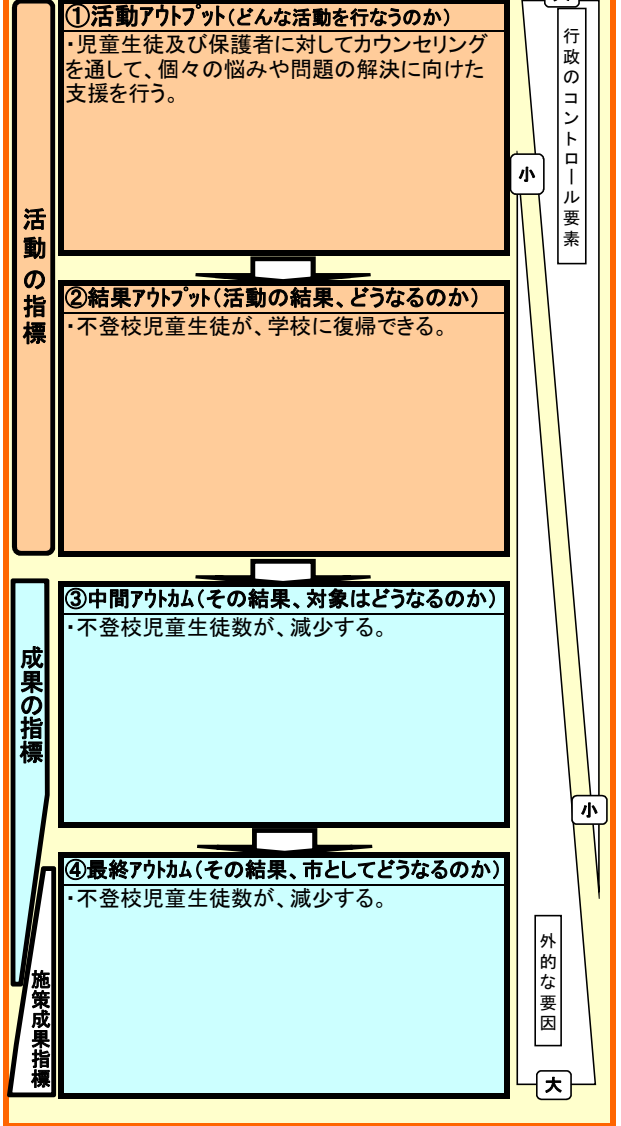 ①活動アウトプット(どんな活動を行なうのか)
・児童生徒及び保護者に対してカウンセリング
を通して、個々の悩みや問題の解決に向けた
支援を行う。
活動の指標
②結果アウトプット(活動の結果、どうなるのか)
・不登校児童生徒が、学校に復帰できる。
③中間アウトカム(その結果、対象はどうなるのか)
・不登校児童生徒数が、減少する。
成果の指標
④最終アウトカム(その結果、市としてどうなるのか)
・不登校児童生徒数が、減少する。
施策成果指標
行政のコントロール要素
小
小
外的な要因
大